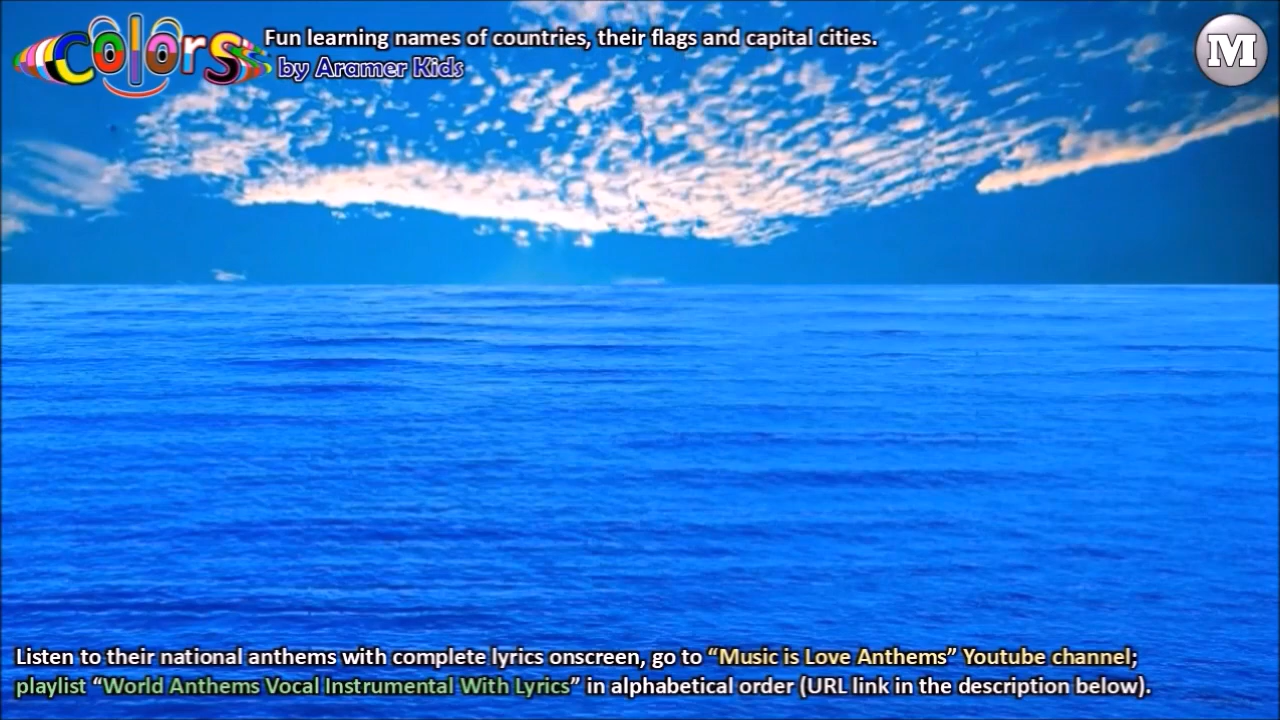 Colors
Fun learning names of countries, their flags and capital cities.
by Aramer Kids
M
Listen to their national anthems with complete lyrics onscreen, go to “Music is Love Anthems” Youtube channel;
playlist “World Anthems Vocal Instrumental With Lyrics” in alphabetical order (URL link in the description below).